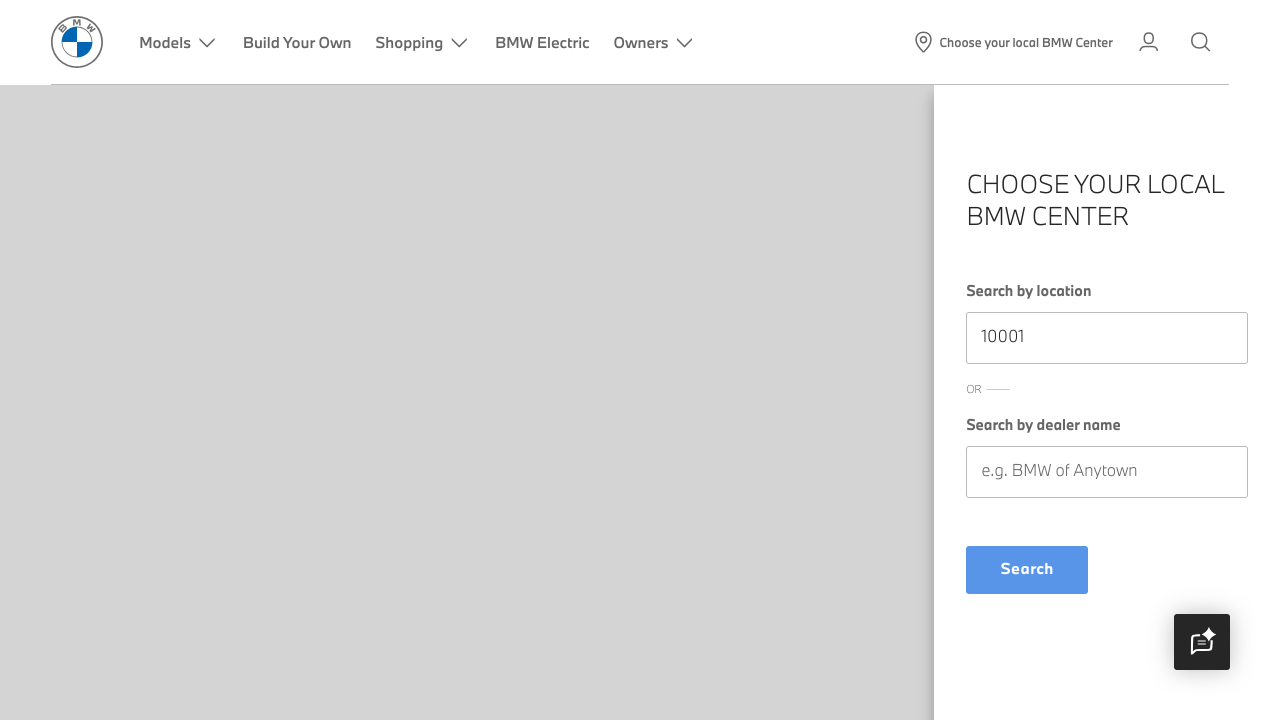 BMW
Models
Build Your Own
Shopping
BMW Electric
Owners
Choose your local BMW Center
CHOOSE YOUR LOCAL
BMW CENTER
Search by location
10001
OR
Search by dealer name
e.g. BMW of Anytown
Search